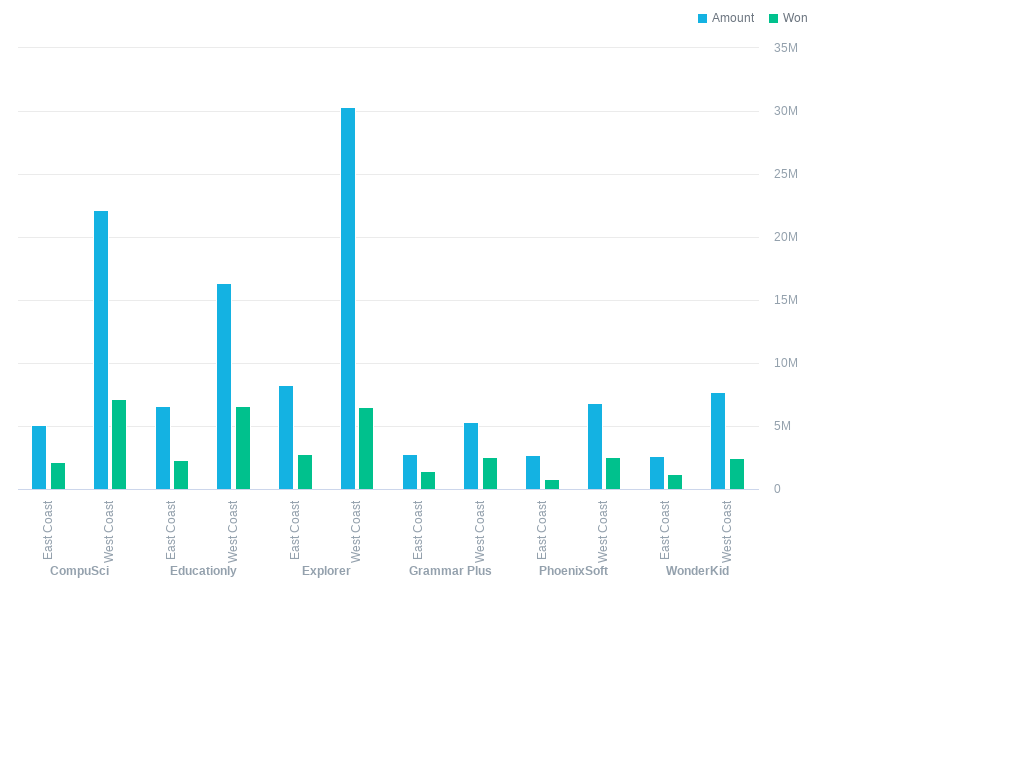 Amount Won
35M
30M
25M
20M
15M
10M
5M
0
East Coast West Coast East Coast West Coast East Coast West Coast East Coast West Coast East Coast West Coast East Coast West Coast
CompuSci Educationly Explorer Grammar Plus PhoenixSoft WonderKid